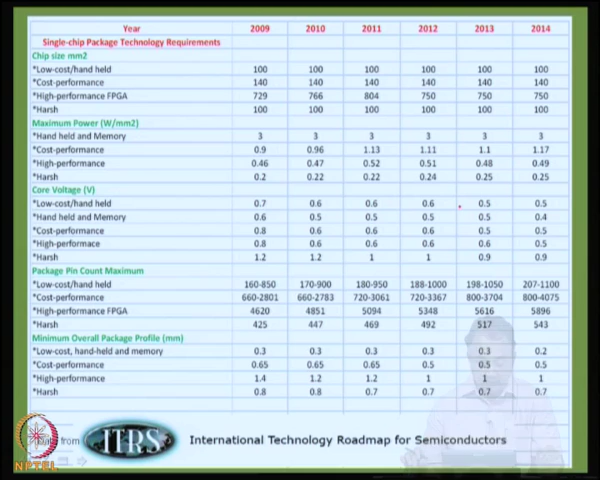 Year 2009 2010 2011 2012 2013 2014
Single-chip Package Technology Requirements
Chip size mm2
*Low-cost/hand held 100 100 100 100 100 100
*Cost-performance 140 140 140 140 140 140
*High-performance FPGA 729 766 804 750 750 750
*Harsh 100 100 100 100 100 100
Maximum Power (W/mm2)
*Hand held and Memory 3 3 3 3 3 3
*Cost-performance 0.9 0.96 1.13 1.11 1.1 1.17
*High-performance 0.46 0.47 0.52 0.51 0.48 0.49
*Harsh 0.2 0.22 0.22 0.24 0.25 0.25
Core Voltage (V)
*Low-cost/hand held 0.7 0.6 0.6 0.6 0.5 0.5
*Hand held and Memory 0.6 0.5 0.5 0.5 0.5 0.4
*Cost-performance 0.8 0.6 0.6 0.6 0.5 0.5
*High-performace 0.8 0.6 0.6 0.6 0.6 0.5
*Harsh 1.2 1.2 1 1 0.9 0.9
Package Pin Count Maximum
*Low-cost/hand held 160-850 170-900 180-950 188-1000 198-1050 207-1100
*Cost-performance 660-2801 660-2783 720-3061 720-3367 800-3704 800-4075
*High-performance FPGA 4620 4851 5094 5348 5616 5896
*Harsh 425 447 469 492 517 543
Minimum Overall Package Profile (mm)
*Low-cost, hand-held and memory 0.3 0.3 0.3 0.3 0.3 0.2
*Cost-performance 0.65 0.65 0.65 0.5 0.5 0.5
*High-performance 1.4 1.2 1.2 1 1 1
*Harsh 0.8 0.8 0.7 0.7 0.7 0.7
from ITRS International Technology Roadmap for Semiconductors
NPTEL